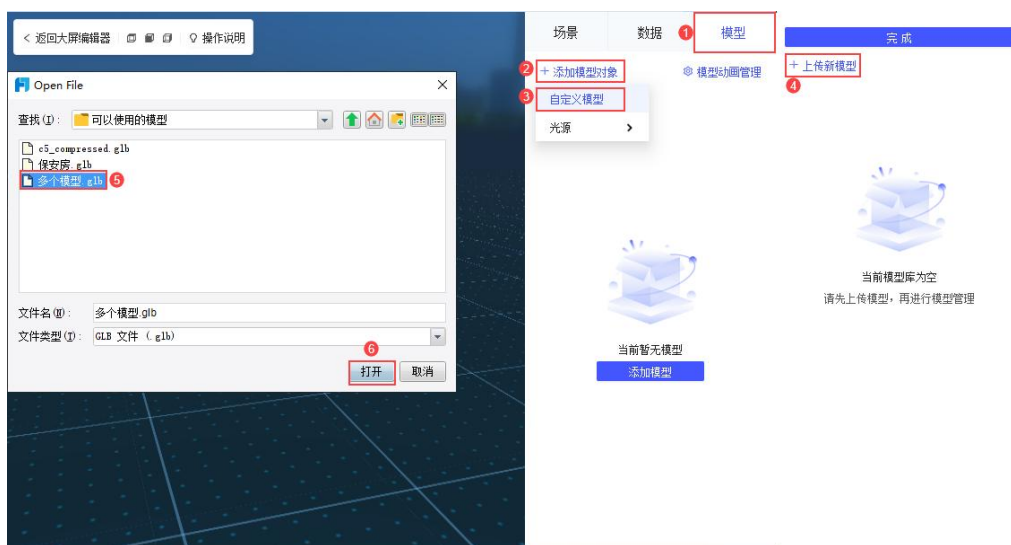 < 返回大屏编辑器 操作说明
Open File
查找(I): 可以使用的模型
c5_compressed.glb
保安房.glb
多个模型.glb 5
文件名(N): 多个模型.glb
文件类型(T): GLB 文件 (.glb)
6
打开 取消
场景 数据 1 模型
2 + 添加模型对象 模型动画管理
3 自定义模型
光源 >
当前暂无模型
添加模型
完成
+ 上传新模型
4
当前模型库为空
请先上传模型，再进行模型管理